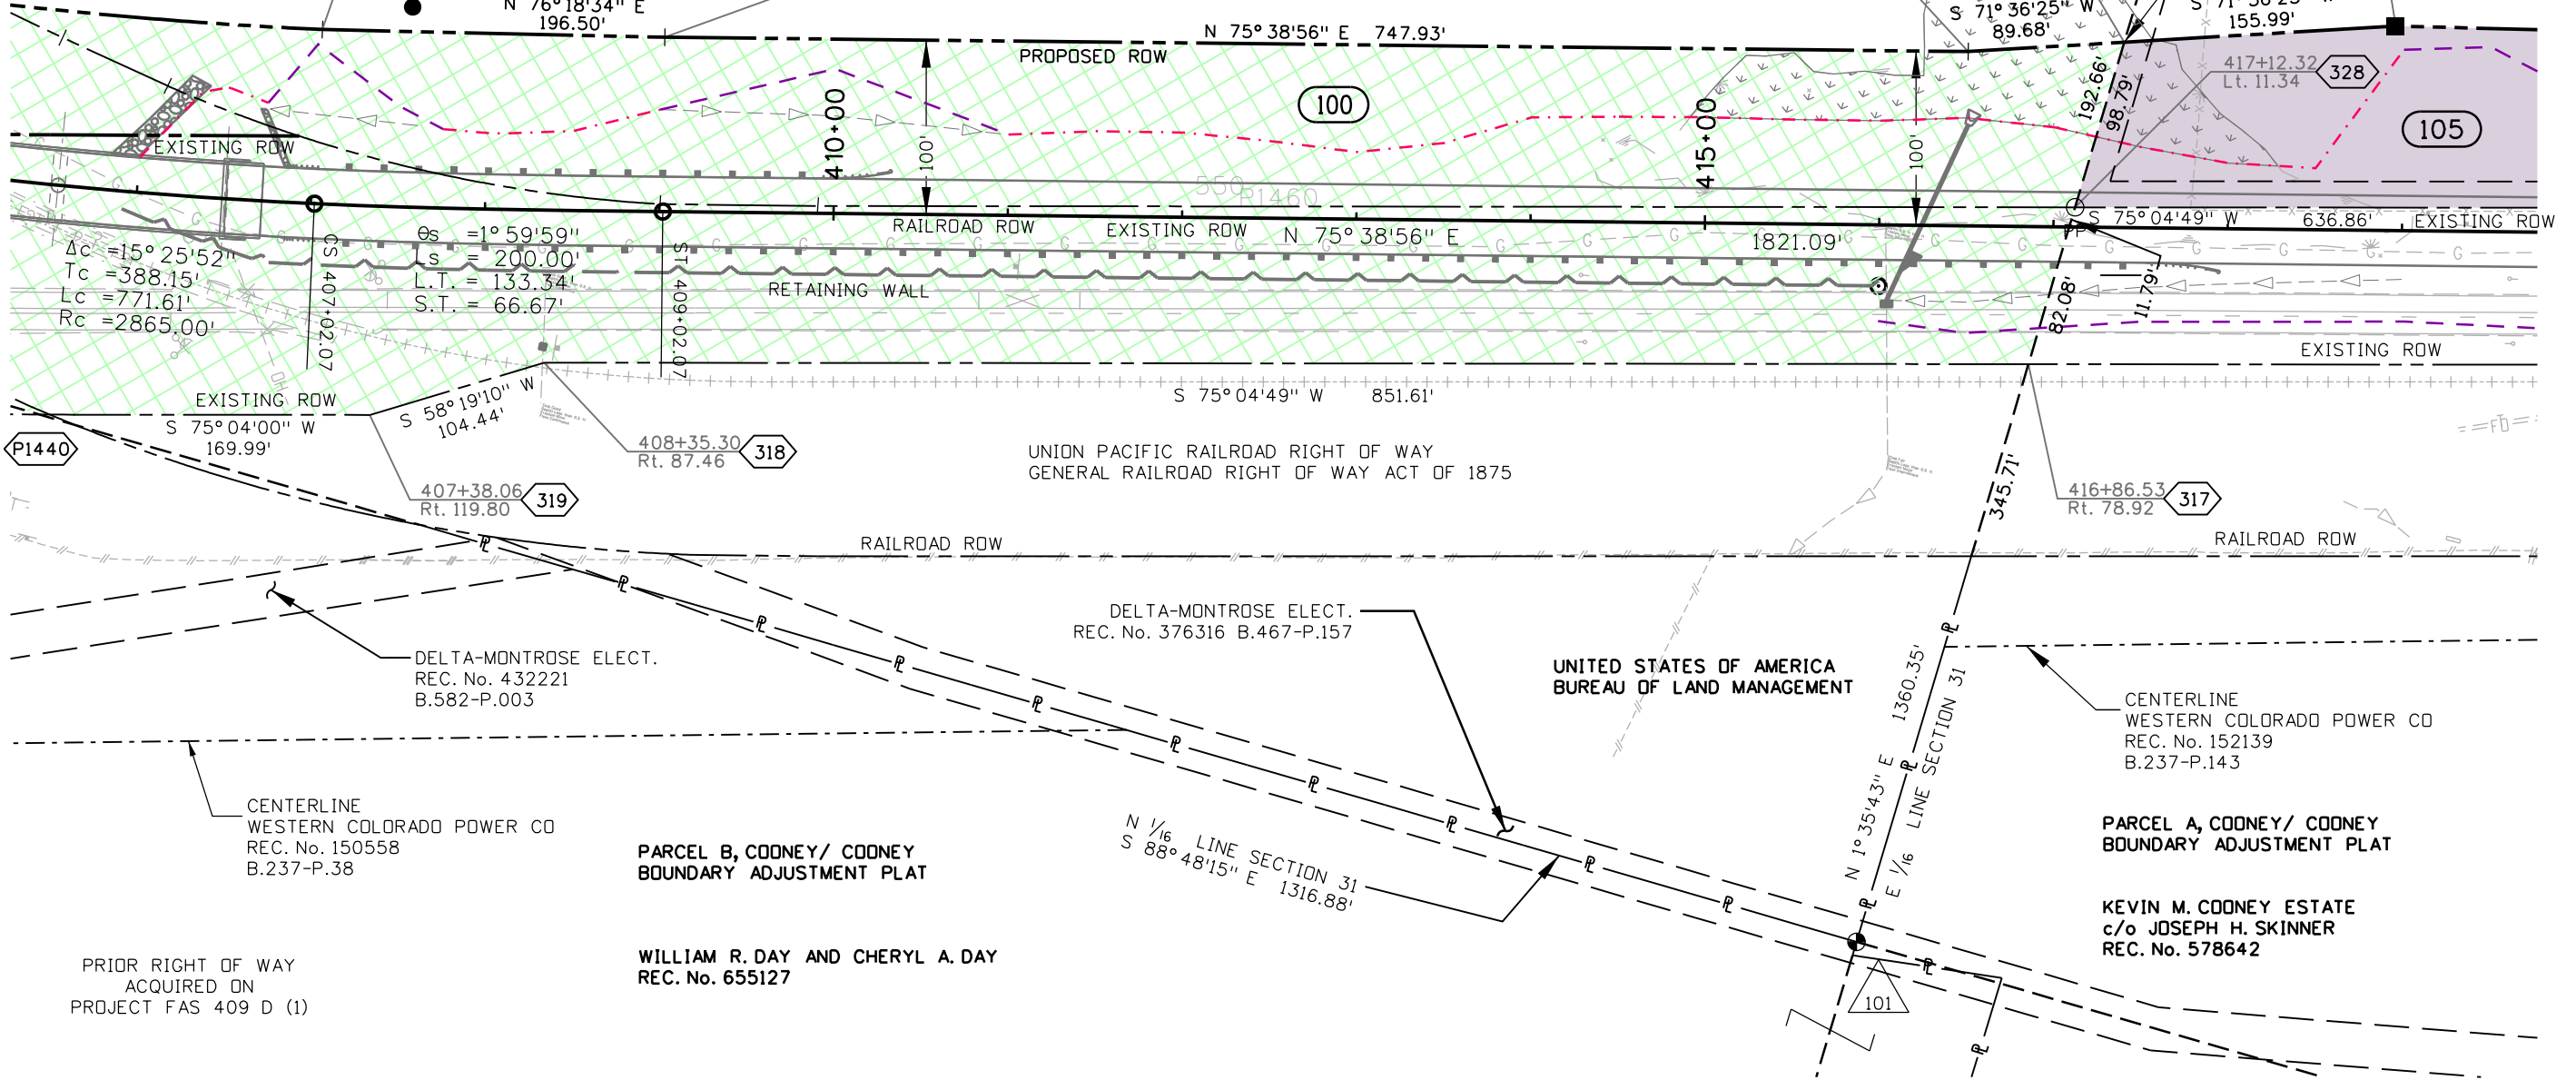 N 76°18'34" E
196.50'
N 75°38'56" E 747.93'
PROPOSED ROW
S 71°36'25" W
89.68'
155.99'
192.66'
98.79'
417+12.32
Lt. 11.34
328
100
105
410+00
415+00
100'
100'
EXISTING ROW
550
P1460
RAILROAD ROW
EXISTING ROW
N 75°38'56" E
1821.09'
S 75°04'49" W
636.86'
EXISTING ROW
PP
Δc =15°25'52"
Tc =388.15'
Lc =771.61'
Rc =2865.00'
CS 407+02.07
Өs =1°59'59"
Ls = 200.00'
L.T. = 133.34'
S.T. = 66.67'
ST 409+02.07
RETAINING WALL
82.08'
11.79'
EXISTING ROW
EXISTING ROW
S 75°04'00" W
169.99'
S 58°19'10" W
104.44'
S 75°04'49" W 851.61'
P1440
408+35.30
Rt. 87.46
318
407+38.06
Rt. 119.80
319
UNION PACIFIC RAILROAD RIGHT OF WAY
GENERAL RAILROAD RIGHT OF WAY ACT OF 1875
345.71'
416+86.53
Rt. 78.92
317
RAILROAD ROW
RAILROAD ROW
DELTA-MONTROSE ELECT.
REC. No. 376316 B.467-P.157
DELTA-MONTROSE ELECT.
REC. No. 432221
B.582-P.003
UNITED STATES OF AMERICA
BUREAU OF LAND MANAGEMENT
N 1°35'43" E 1360.35'
E 1/16 LINE SECTION 31
CENTERLINE
WESTERN COLORADO POWER CO
REC. No. 152139
B.237-P.143
CENTERLINE
WESTERN COLORADO POWER CO
REC. No. 150558
B.237-P.38
N 1/16 LINE SECTION 31
S 88°48'15" E 1316.88'
PARCEL B, COONEY/ COONEY
BOUNDARY ADJUSTMENT PLAT
PARCEL A, COONEY/ COONEY
BOUNDARY ADJUSTMENT PLAT
KEVIN M. COONEY ESTATE
c/o JOSEPH H. SKINNER
REC. No. 578642
WILLIAM R. DAY AND CHERYL A. DAY
REC. No. 655127
PRIOR RIGHT OF WAY
ACQUIRED ON
PROJECT FAS 409 D (1)
101